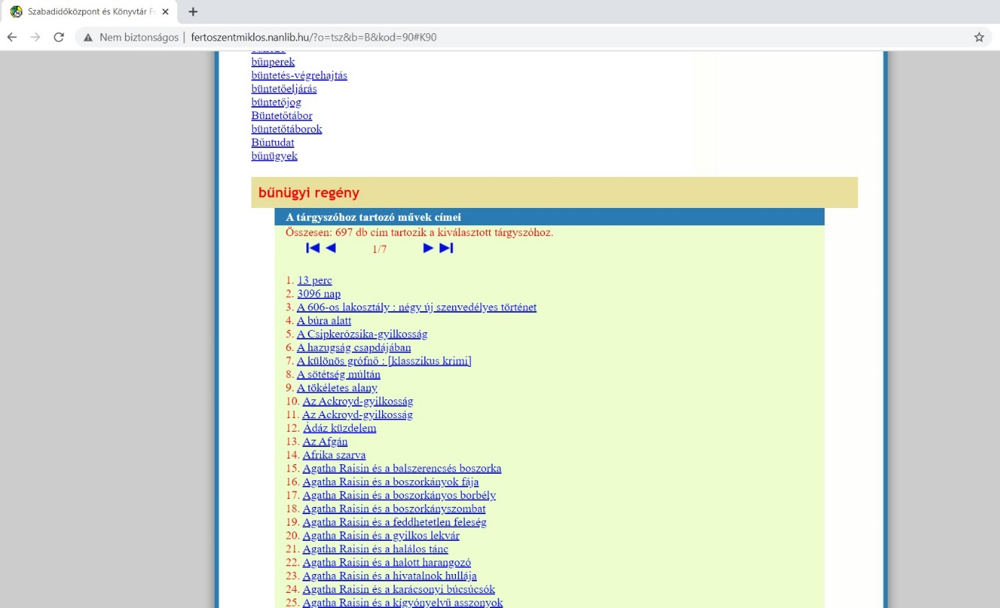 Szabadidőközpont és Könyvtár
Nem biztonságos
fertoszentmiklos.nanlib.hu/?o=tsz&b=B&kod=90#K90
bűnperek
büntetés-végrehajtás
büntetőeljárás
büntetőjog
Büntetőtábor
büntetőtáborok
Bűntudat
bűnügyek
bűnügyi regény
A tárgyszóhoz tartozó művek címei
Összesen: 697 db cím tartozik a kiválasztott tárgyszóhoz.
1/7
1. 13 perc
2. 3096 nap
3. A 606-os lakosztály : négy új szenvedélyes történet
4. A búra alatt
5. A Csipkerózsika-gyilkosság
6. A hazugság csapdájában
7. A különös grófnő : [klasszikus krimi]
8. A sötétség múltán
9. A tökéletes alany
10. Az Ackroyd-gyilkosság
11. Az Ackroyd-gyilkosság
12. Ádáz küzdelem
13. Az Afgán
14. Afrika szarva
15. Agatha Raisin és a balszerencsés boszorka
16. Agatha Raisin és a boszorkányok fája
17. Agatha Raisin és a boszorkányos borbély
18. Agatha Raisin és a boszorkányszombat
19. Agatha Raisin és a feddhetetlen feleség
20. Agatha Raisin és a gyilkos lekvár
21. Agatha Raisin és a halálos tánc
22. Agatha Raisin és a halott harangozó
23. Agatha Raisin és a hivatalnok hullája
24. Agatha Raisin és a karácsonyi búcsúcsók
25. Agatha Raisin és a kígyónyelvű asszonyok